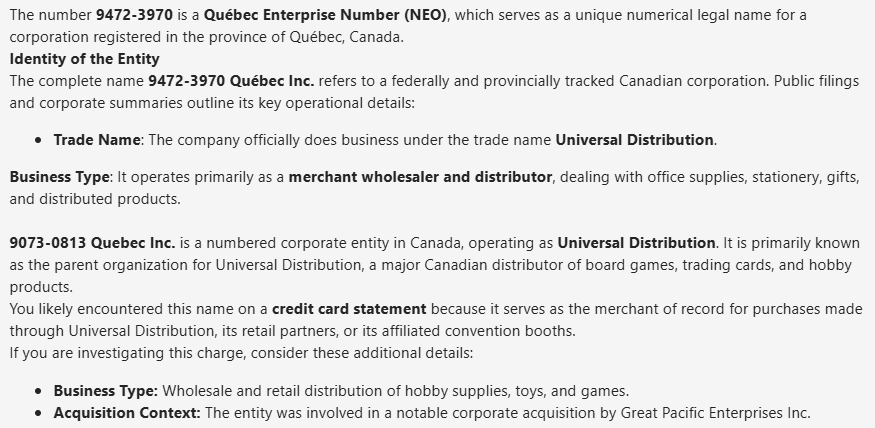 The number 9472-3970 is a Québec Enterprise Number (NEO), which serves as a unique numerical legal name for a
corporation registered in the province of Québec, Canada.
Identity of the Entity
The complete name 9472-3970 Québec Inc. refers to a federally and provincially tracked Canadian corporation. Public filings
and corporate summaries outline its key operational details:
• Trade Name: The company officially does business under the trade name Universal Distribution.
Business Type: It operates primarily as a merchant wholesaler and distributor, dealing with office supplies, stationery, gifts,
and distributed products.
9073-0813 Quebec Inc. is a numbered corporate entity in Canada, operating as Universal Distribution. It is primarily known
as the parent organization for Universal Distribution, a major Canadian distributor of board games, trading cards, and hobby
products.
You likely encountered this name on a credit card statement because it serves as the merchant of record for purchases made
through Universal Distribution, its retail partners, or its affiliated convention booths.
If you are investigating this charge, consider these additional details:
• Business Type: Wholesale and retail distribution of hobby supplies, toys, and games.
• Acquisition Context: The entity was involved in a notable corporate acquisition by Great Pacific Enterprises Inc.